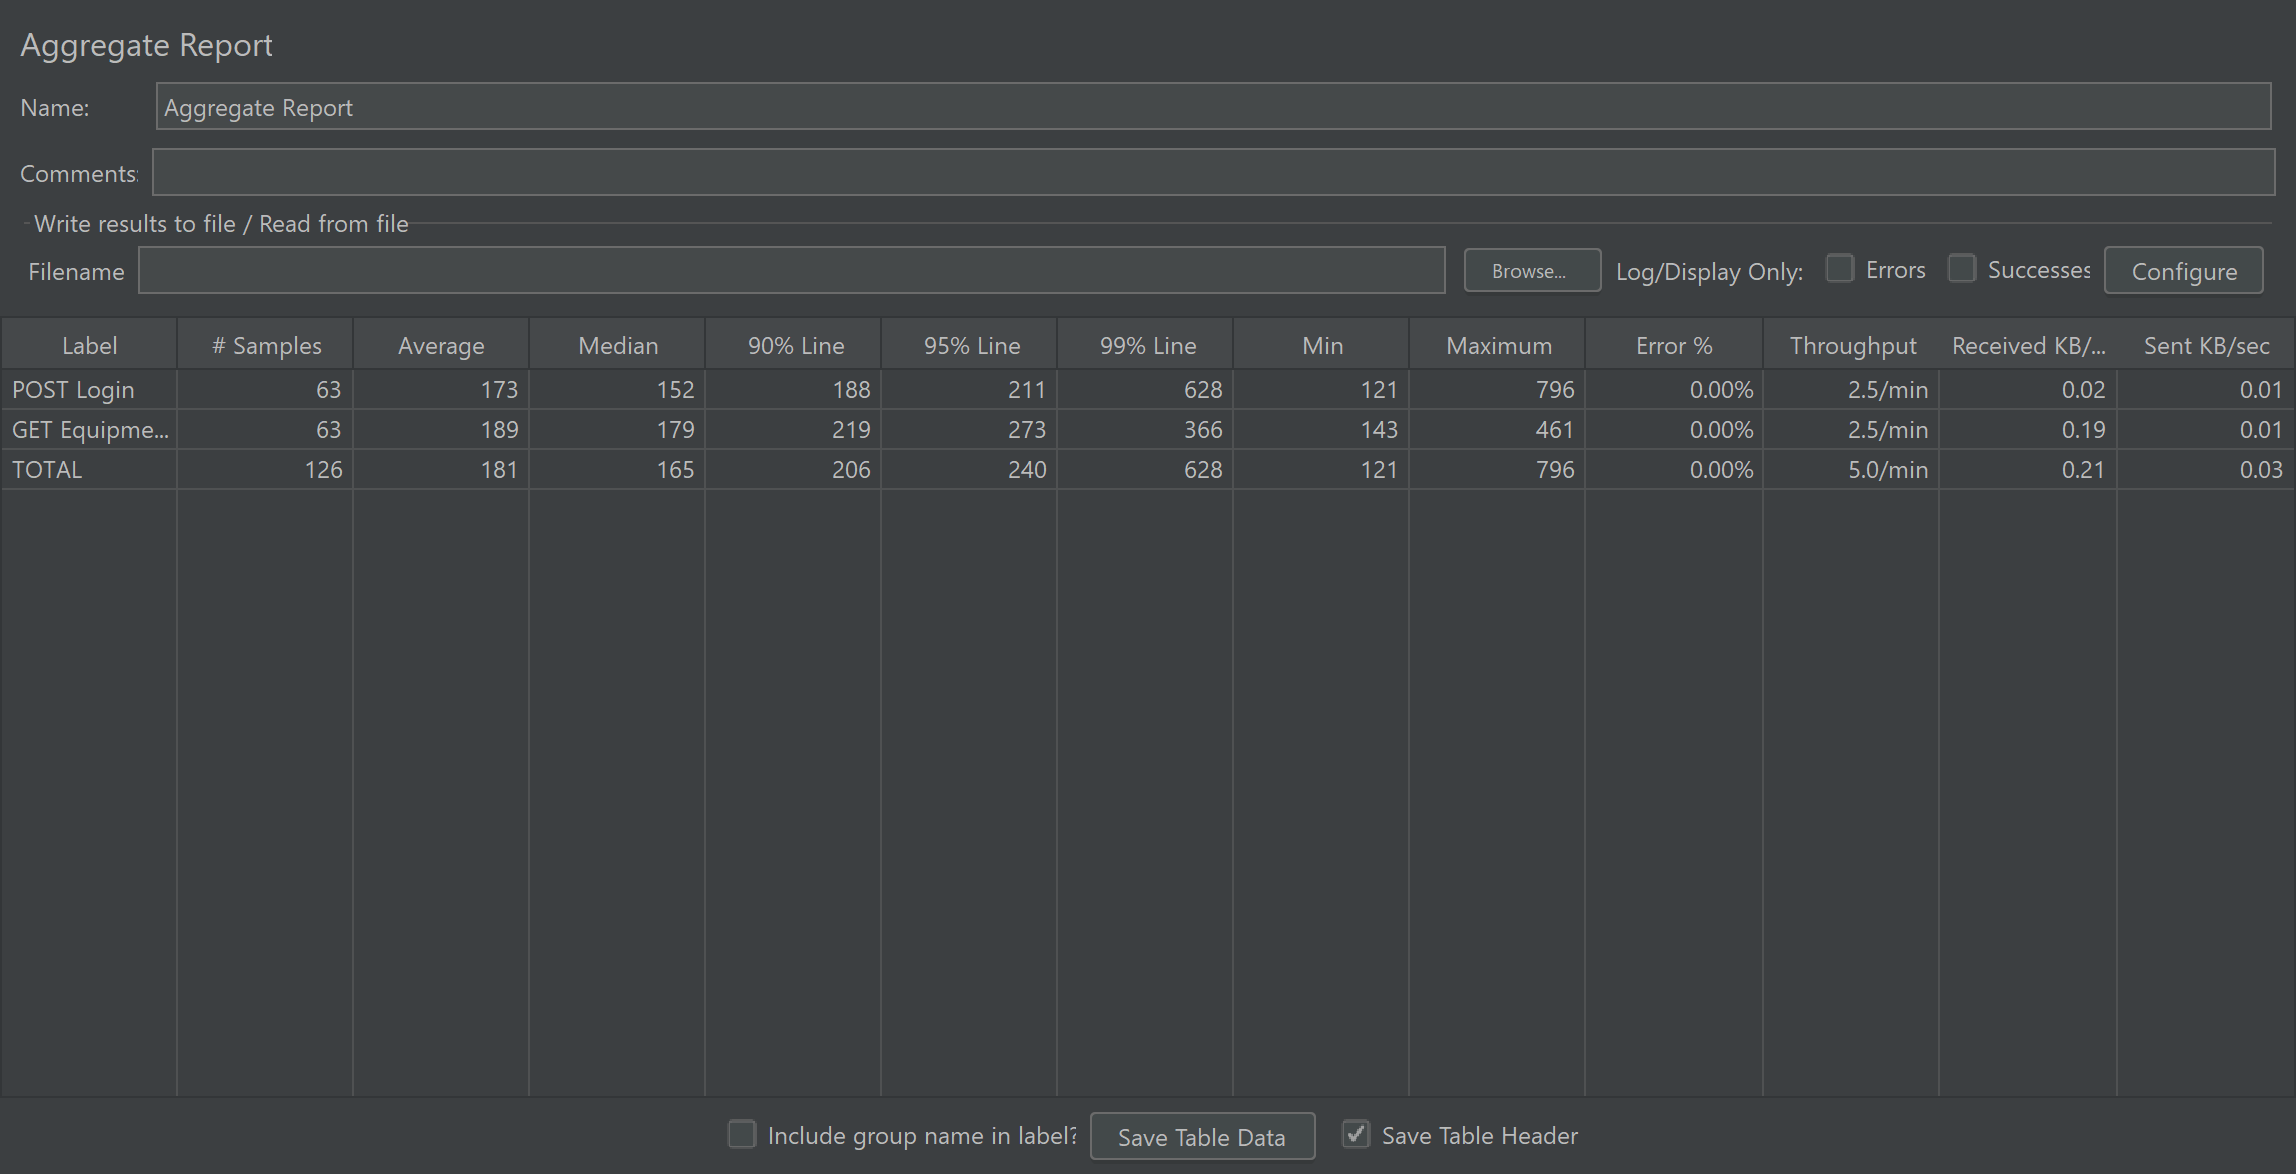 Aggregate Report
Name: Aggregate Report
Comments:
Write results to file / Read from file
Filename Browse... Log/Display Only: Errors Successes Configure
Label # Samples Average Median 90% Line 95% Line 99% Line Min Maximum Error % Throughput Received KB/... Sent KB/sec
POST Login 63 173 152 188 211 628 121 796 0.00% 2.5/min 0.02 0.01
GET Equipme... 63 189 179 219 273 366 143 461 0.00% 2.5/min 0.19 0.01
TOTAL 126 181 165 206 240 628 121 796 0.00% 5.0/min 0.21 0.03
Include group name in label? Save Table Data Save Table Header